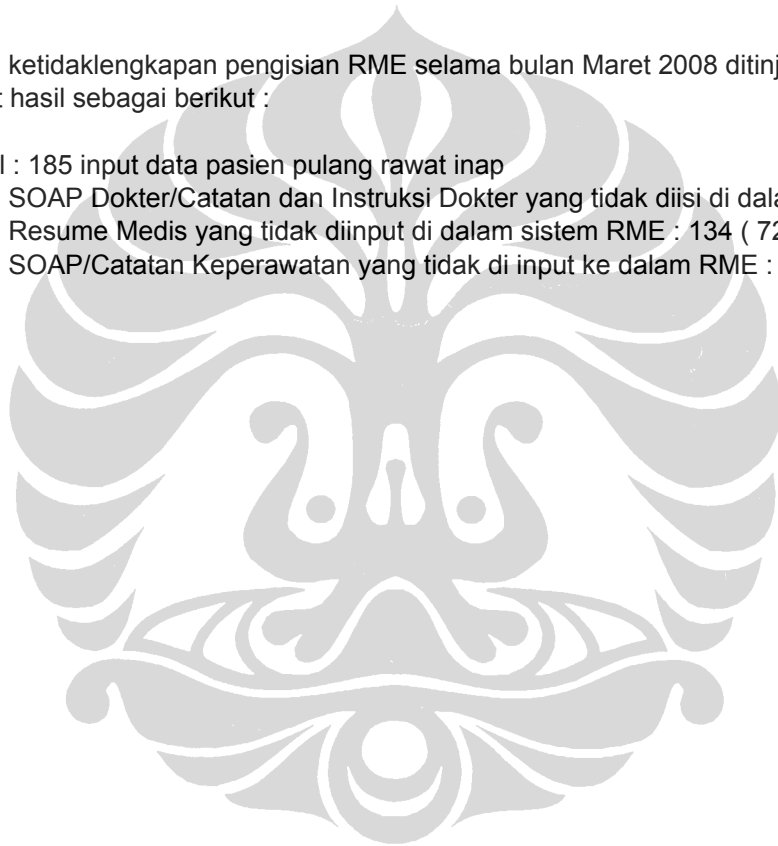 ketidaklengkapan pengisian RME selama bulan Maret 2008
hasil sebagai berikut :
: 185 input data pasien pulang rawat inap
SOAP Dokter/Catatan dan Instruksi Dokter yang tidak diisi di
Resume Medis yang tidak diinput di dalam sistem RME : 134 ( 72
SOAP/Catatan Keperawatan yang tidak di input ke dalam RME :